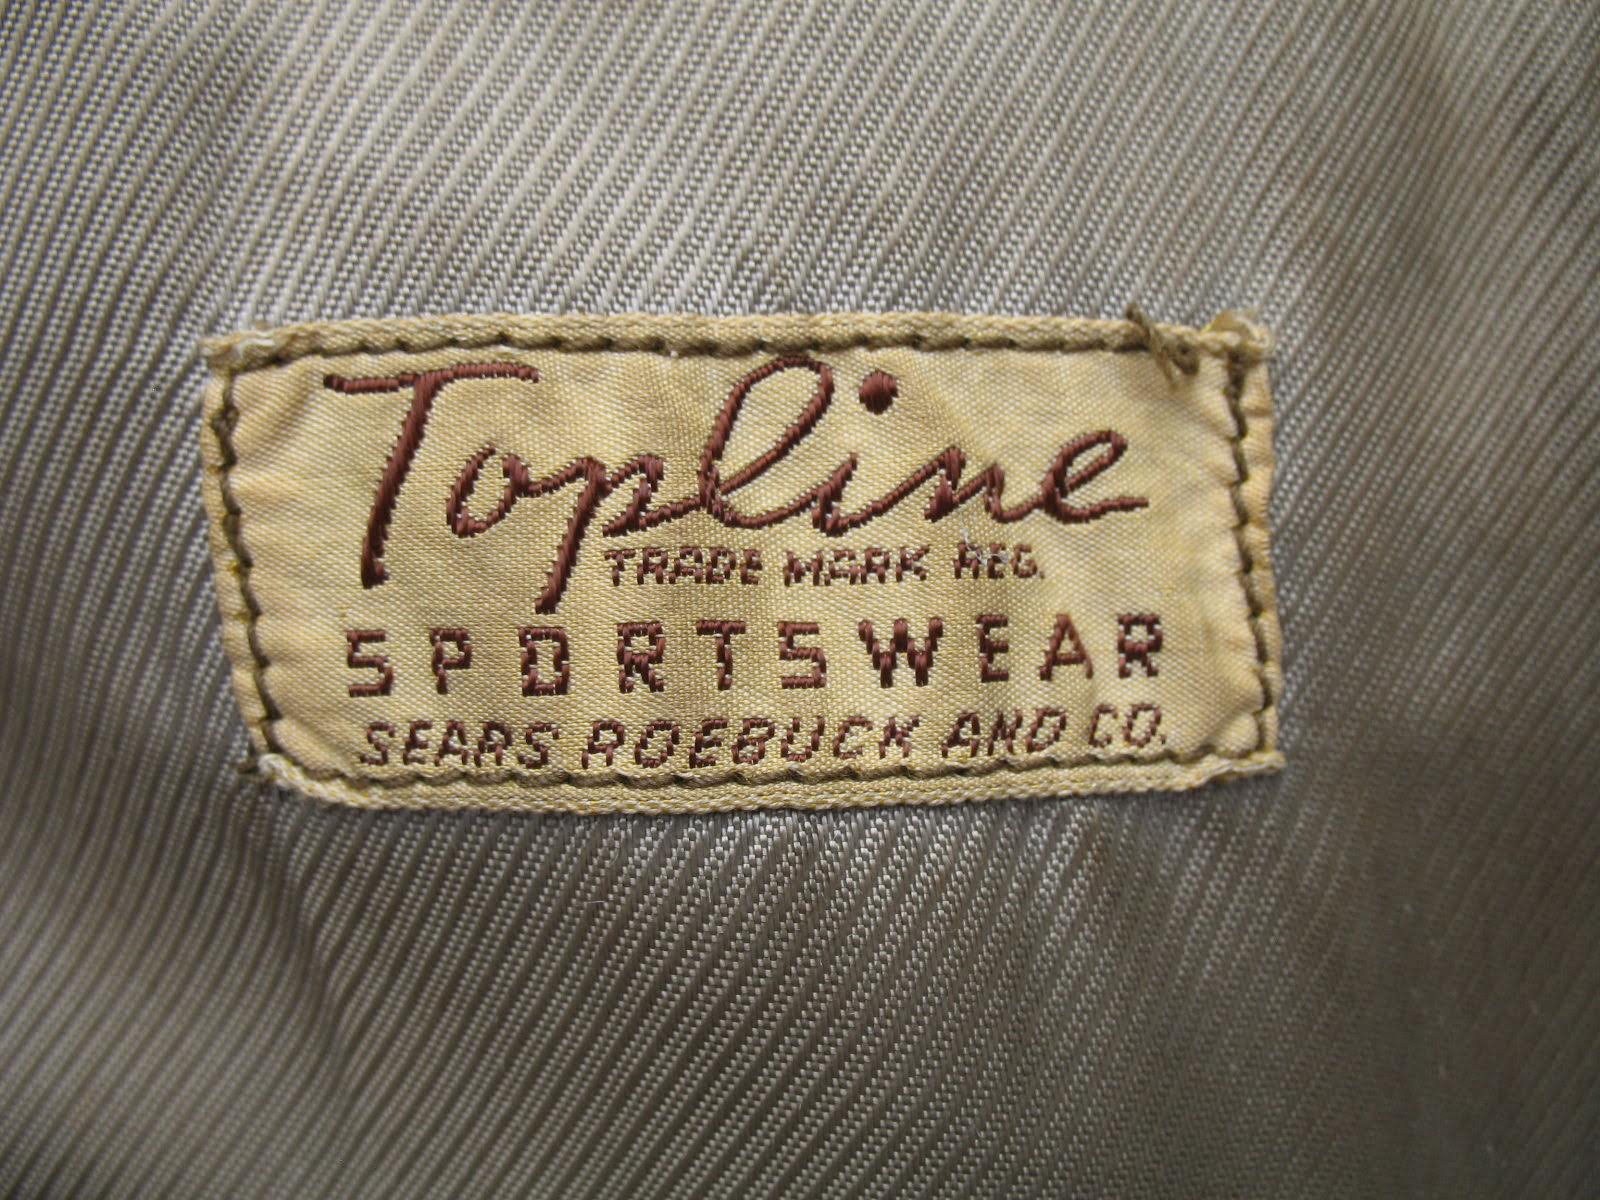 Topline
TRADE MARK REG.
SPORTSWEAR
SEARS ROEBUCK AND CO.